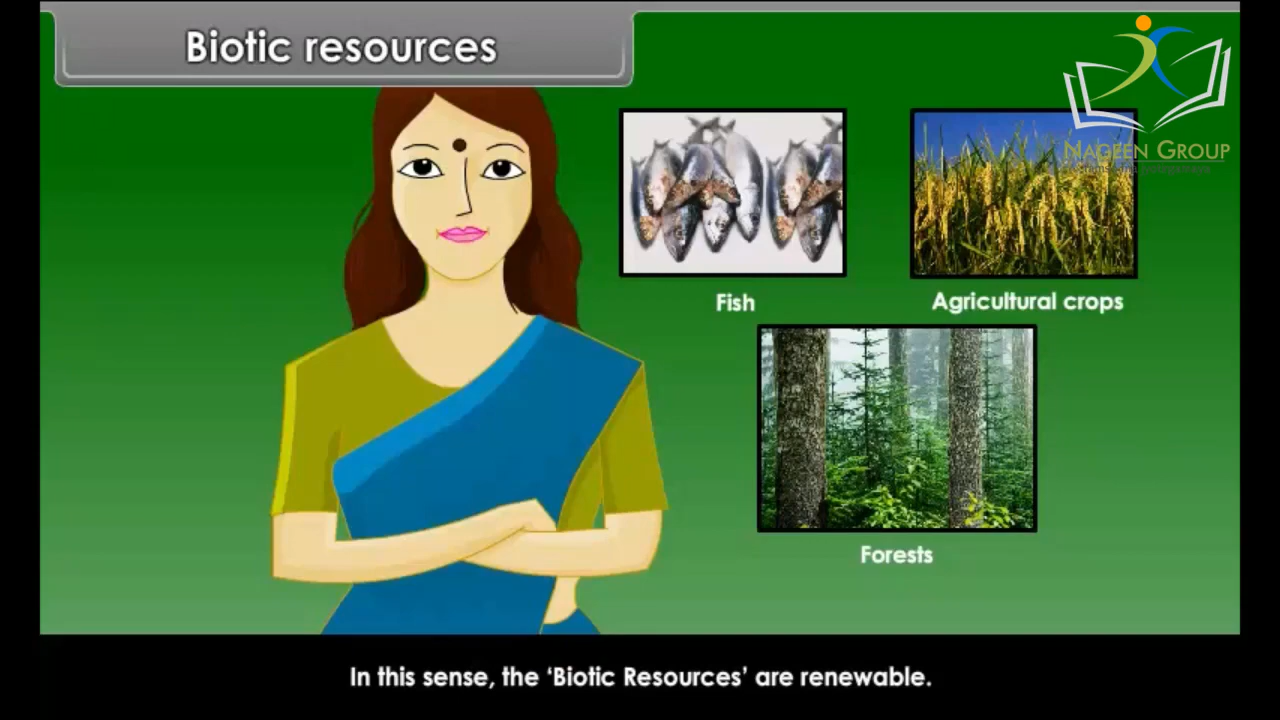 Biotic resources
NAGEEN GROUP
Fish
Agricultural crops
Forests
In this sense, the ‘Biotic Resources’ are renewable.